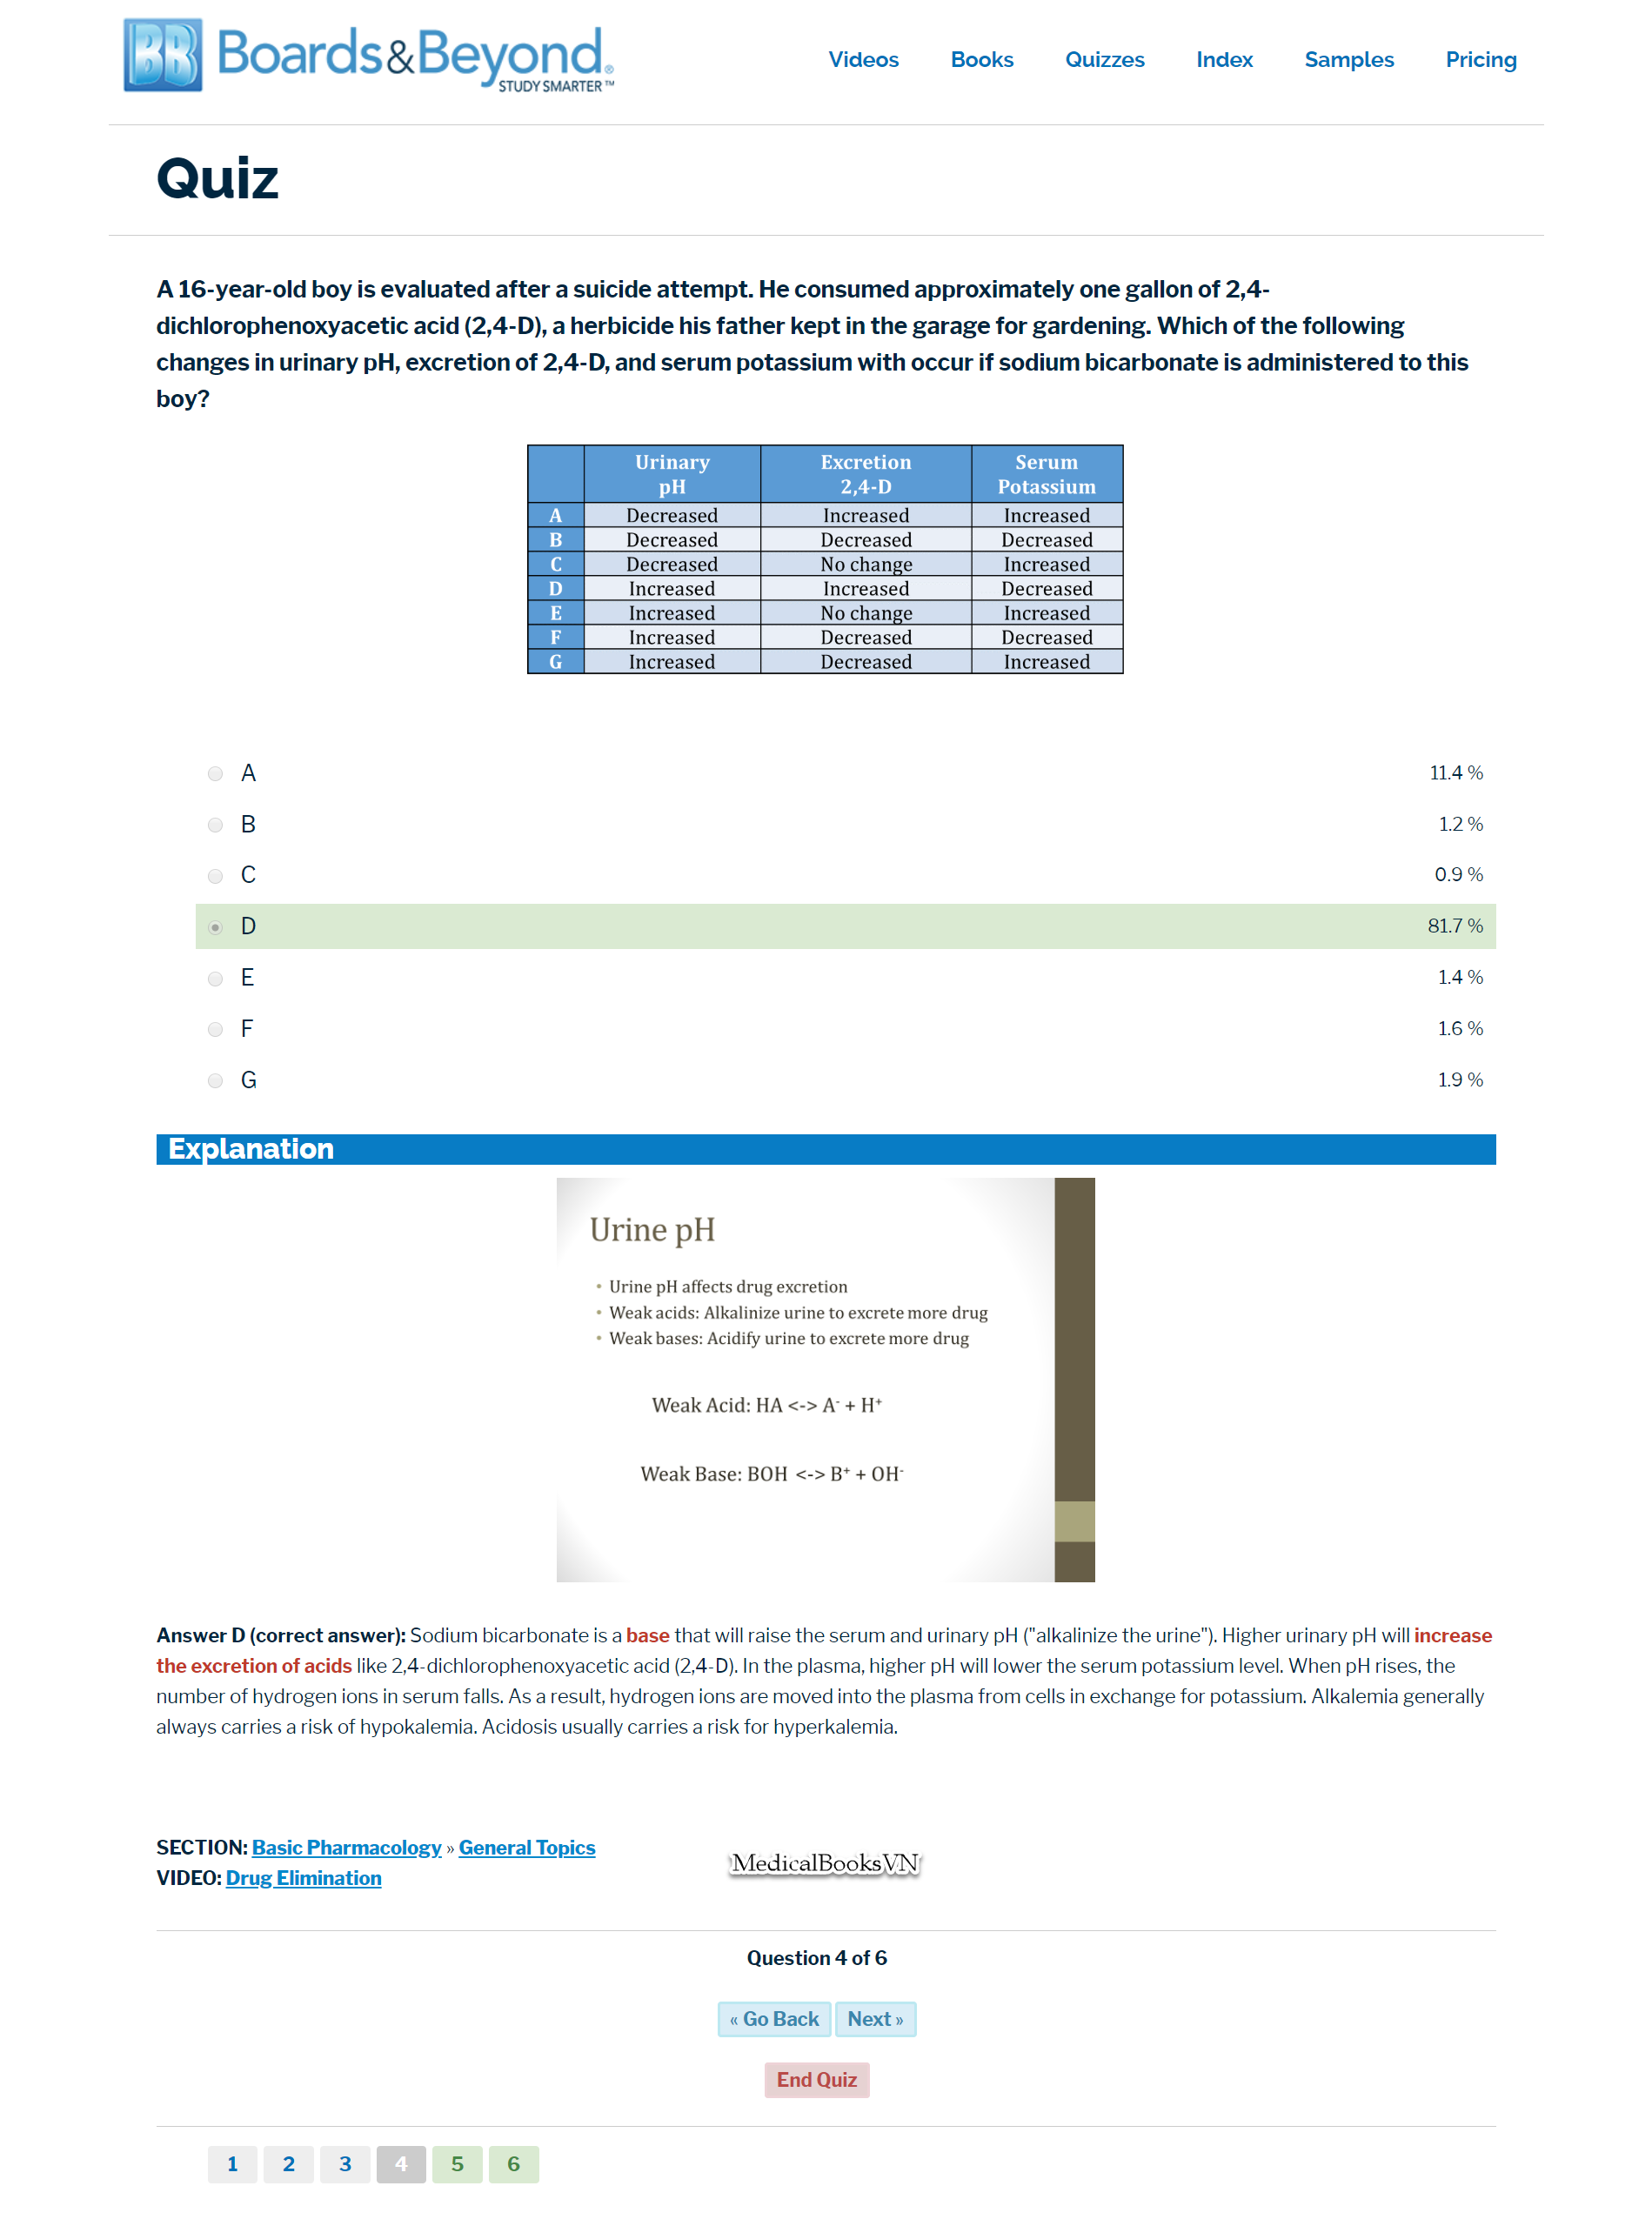 BB Boards&Beyond®
STUDY SMARTER™
Videos Books Quizzes Index Samples Pricing
Quiz
A 16-year-old boy is evaluated after a suicide attempt. He consumed approximately one gallon of 2,4-
dichlorophenoxyacetic acid (2,4-D), a herbicide his father kept in the garage for gardening. Which of the following
changes in urinary pH, excretion of 2,4-D, and serum potassium with occur if sodium bicarbonate is administered to this
boy?
Urinary Excretion Serum
pH 2,4-D Potassium
A Decreased Increased Increased
B Decreased Decreased Decreased
C Decreased No change Increased
D Increased Increased Decreased
E Increased No change Increased
F Increased Decreased Decreased
G Increased Decreased Increased
A 11.4 %
B 1.2 %
C 0.9 %
D 81.7 %
E 1.4 %
F 1.6 %
G 1.9 %
Explanation
Urine pH
• Urine pH affects drug excretion
• Weak acids: Alkalinize urine to excrete more drug
• Weak bases: Acidify urine to excrete more drug
Weak Acid: HA <-> A⁻ + H⁺
Weak Base: BOH <-> B⁺ + OH⁻
Answer D (correct answer): Sodium bicarbonate is a base that will raise the serum and urinary pH ("alkalinize the urine"). Higher urinary pH will increase
the excretion of acids like 2,4-dichlorophenoxyacetic acid (2,4-D). In the plasma, higher pH will lower the serum potassium level. When pH rises, the
number of hydrogen ions in serum falls. As a result, hydrogen ions are moved into the plasma from cells in exchange for potassium. Alkalemia generally
always carries a risk of hypokalemia. Acidosis usually carries a risk for hyperkalemia.
SECTION: Basic Pharmacology » General Topics
VIDEO: Drug Elimination
MedicalBooksVN
Question 4 of 6
« Go Back Next »
End Quiz
1 2 3 4 5 6